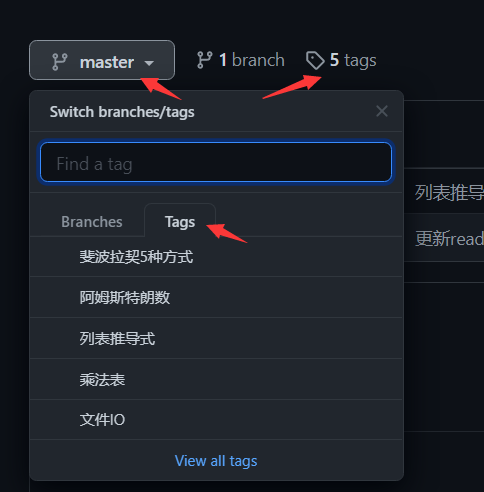 master 1 branch 5 tags
Switch branches/tags
Find a tag
Branches Tags
列表推导
更新read
斐波拉契5种方式
阿姆斯特朗数
列表推导式
乘法表
文件IO
View all tags